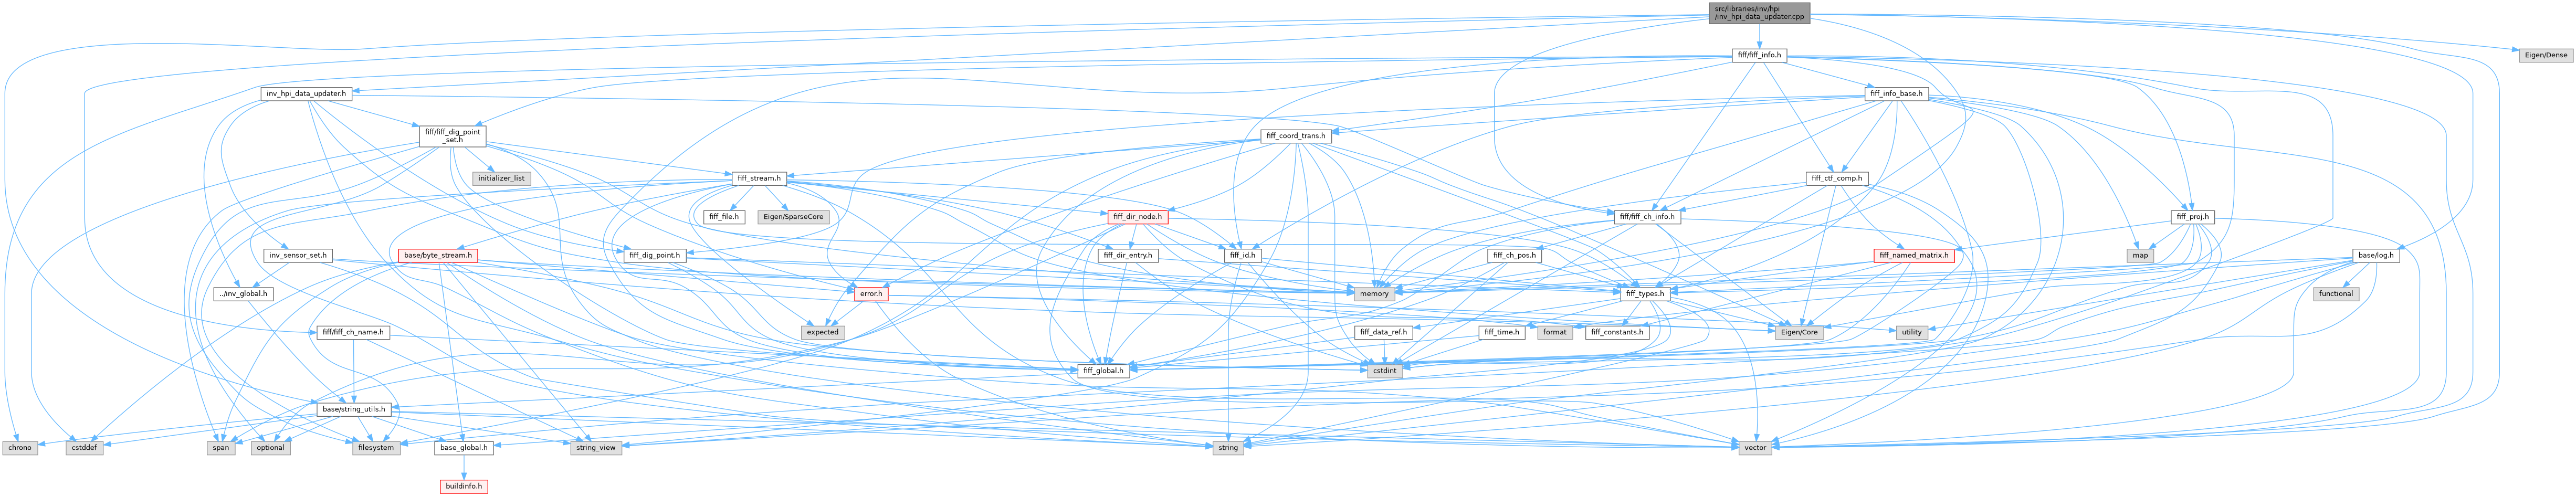 src/libraries/inv/hpi
/inv_hpi_data_updater.cpp
fiff/fiff_info.h
Eigen/Dense
inv_hpi_data_updater.h
fiff_info_base.h
fiff/fiff_dig_point
_set.h
fiff_coord_trans.h
initializer_list
fiff_stream.h
fiff_ctf_comp.h
fiff_file.h
Eigen/SparseCore
fiff_dir_node.h
fiff/fiff_ch_info.h
fiff_proj.h
inv_sensor_set.h
base/byte_stream.h
fiff_dig_point.h
fiff_dir_entry.h
fiff_id.h
fiff_ch_pos.h
fiff_named_matrix.h
map
base/log.h
../inv_global.h
memory
error.h
fiff_types.h
functional
fiff/fiff_ch_name.h
expected
format
fiff_data_ref.h
fiff_time.h
fiff_constants.h
Eigen/Core
utility
fiff_global.h
cstdint
base/string_utils.h
chrono
cstddef
span
optional
filesystem
base_global.h
string_view
string
vector
buildinfo.h